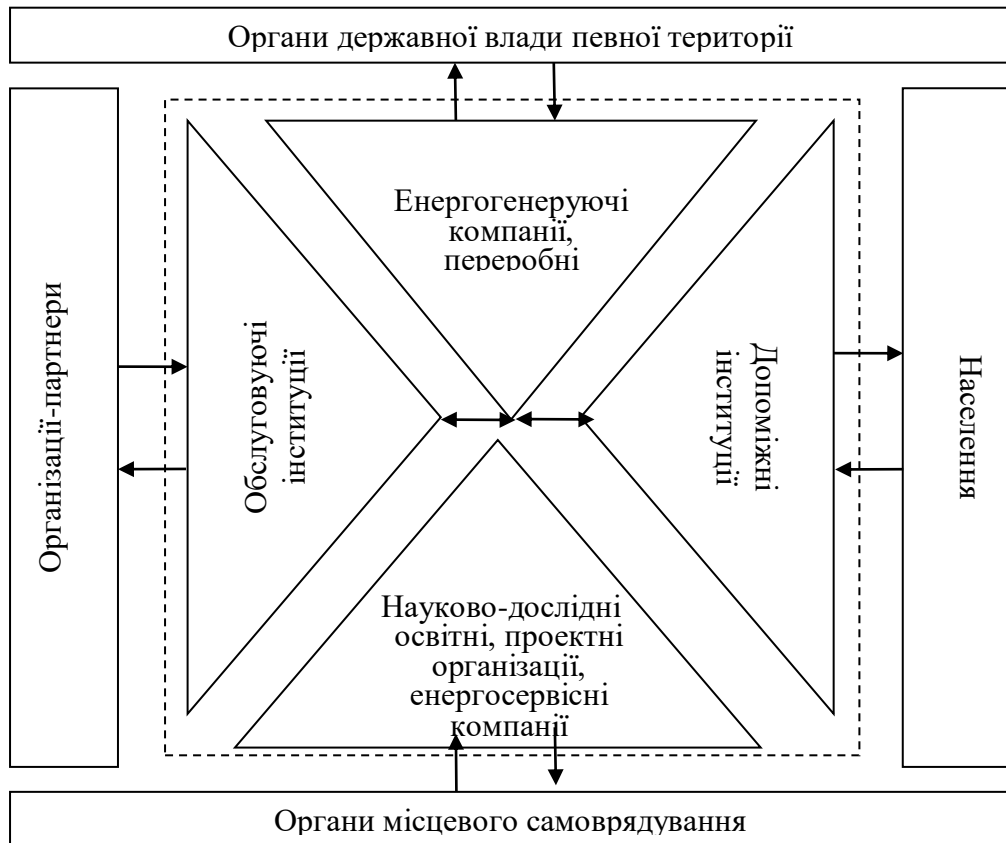 Органи державної влади певної території
Енергогенеруючі
компанії,
переробні
Організації-партнери
Обслуговуючі
інституції
Допоміжні
інституції
Населення
Науково-дослідні
освітні, проектні
організації,
енергосервісні
компанії
Органи місцевого самоврядування